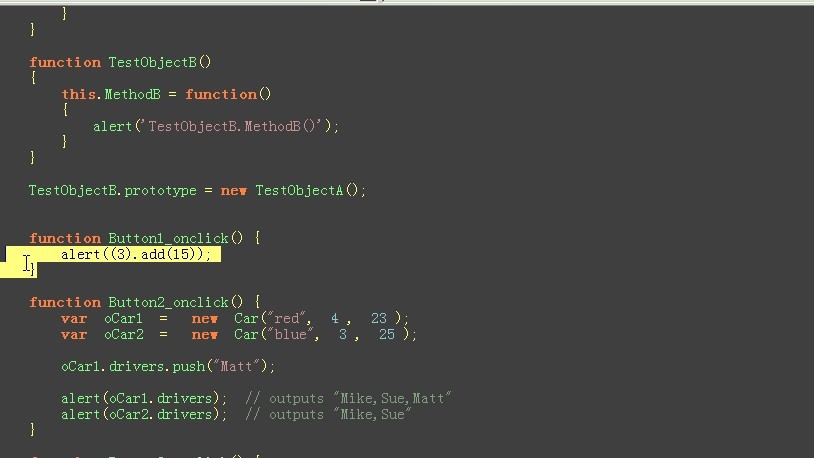 }
}
function TestObjectB()
{
this.MethodB = function()
{
alert('TestObjectB.MethodB()');
}
}
TestObjectB.prototype = new TestObjectA();
function Button1_onclick() {
alert((3).add(15));
}
function Button2_onclick() {
var oCar1 = new Car("red", 4 , 23 );
var oCar2 = new Car("blue", 3 , 25 );
oCar1.drivers.push("Matt");
alert(oCar1.drivers); // outputs "Mike,Sue,Matt"
alert(oCar2.drivers); // outputs "Mike,Sue"
}